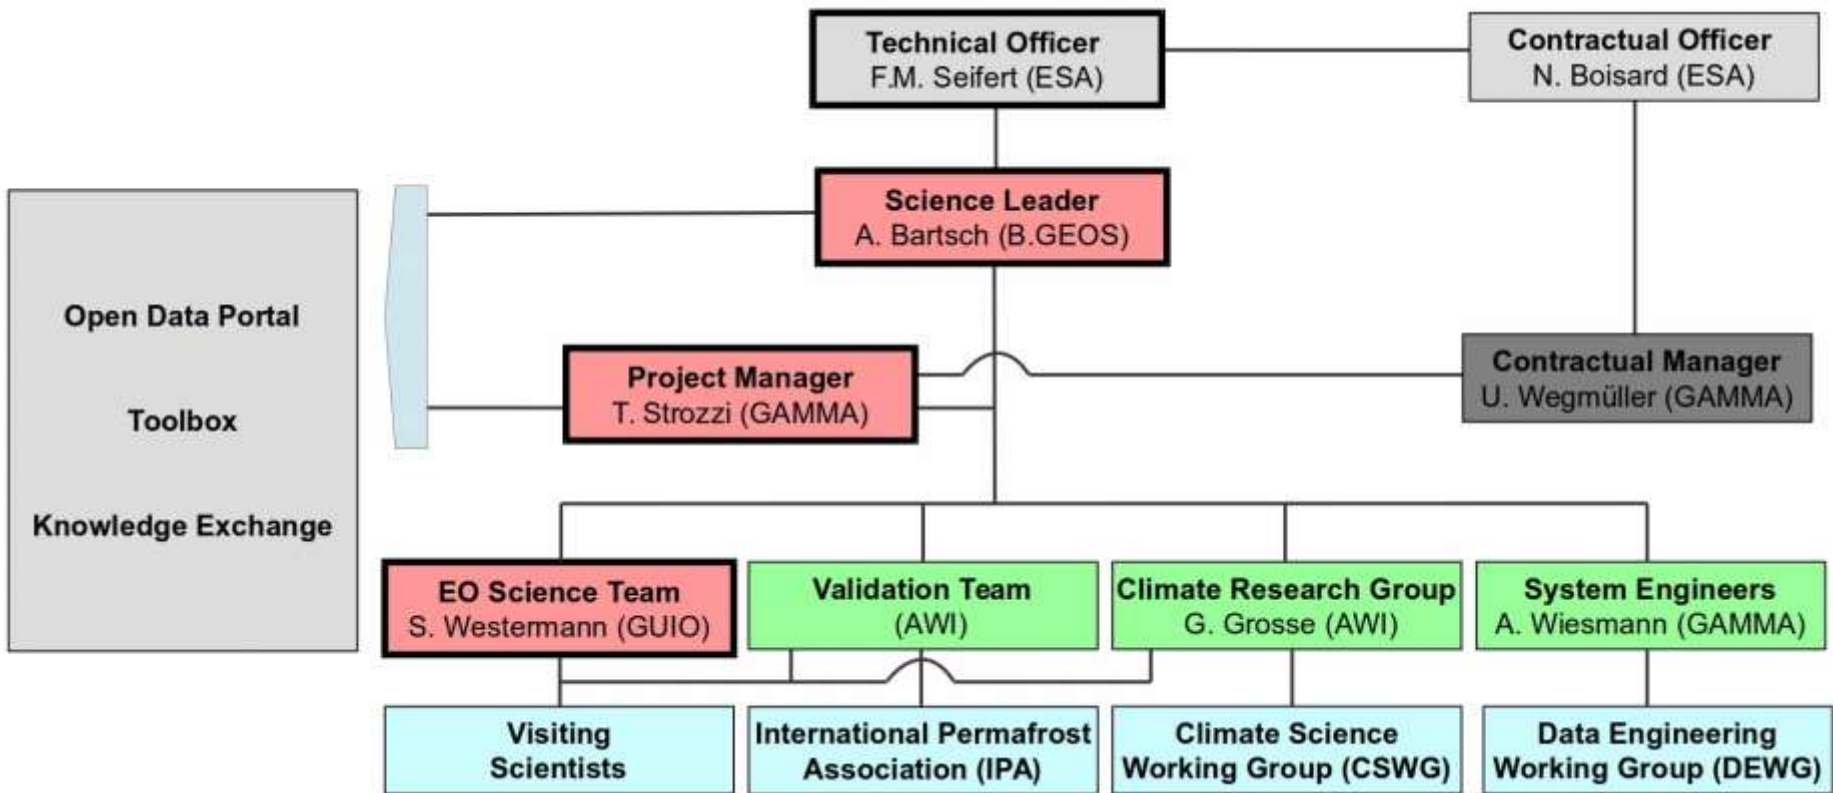 Technical Officer
F.M. Seifert (ESA)
Contractual Officer
N. Boisard (ESA)
Science Leader
A. Bartsch (B.GEOS)
Open Data Portal
Toolbox
Knowledge Exchange
Project Manager
T. Strozzi (GAMMA)
Contractual Manager
U. Wegmüller (GAMMA)
EO Science Team
S. Westermann (GUIO)
Validation Team
(AWI)
Climate Research Group
G. Grosse (AWI)
System Engineers
A. Wiesmann (GAMMA)
Visiting
Scientists
International Permafrost
Association (IPA)
Climate Science
Working Group (CSWG)
Data Engineering
Working Group (DEWG)